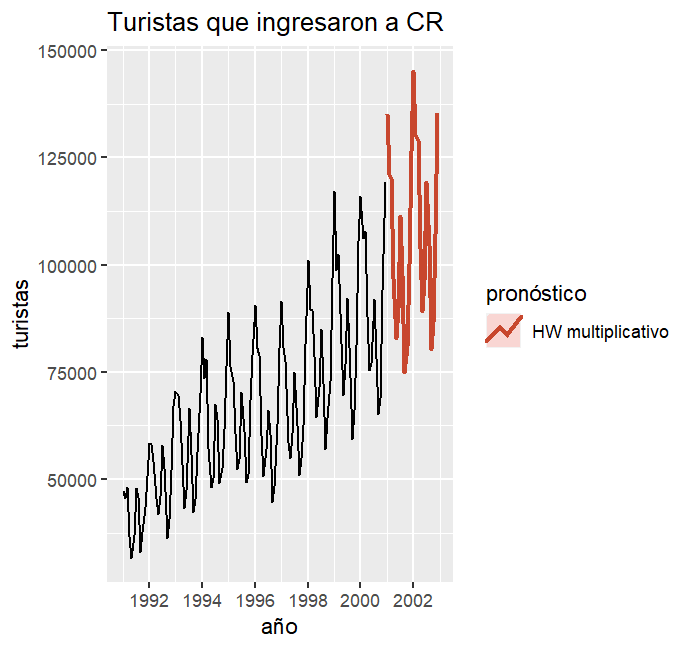 Turistas que ingresaron a CR
150000
125000
100000
75000
50000
turistas
1992 1994 1996 1998 2000 2002
año
pronóstico
HW multiplicativo